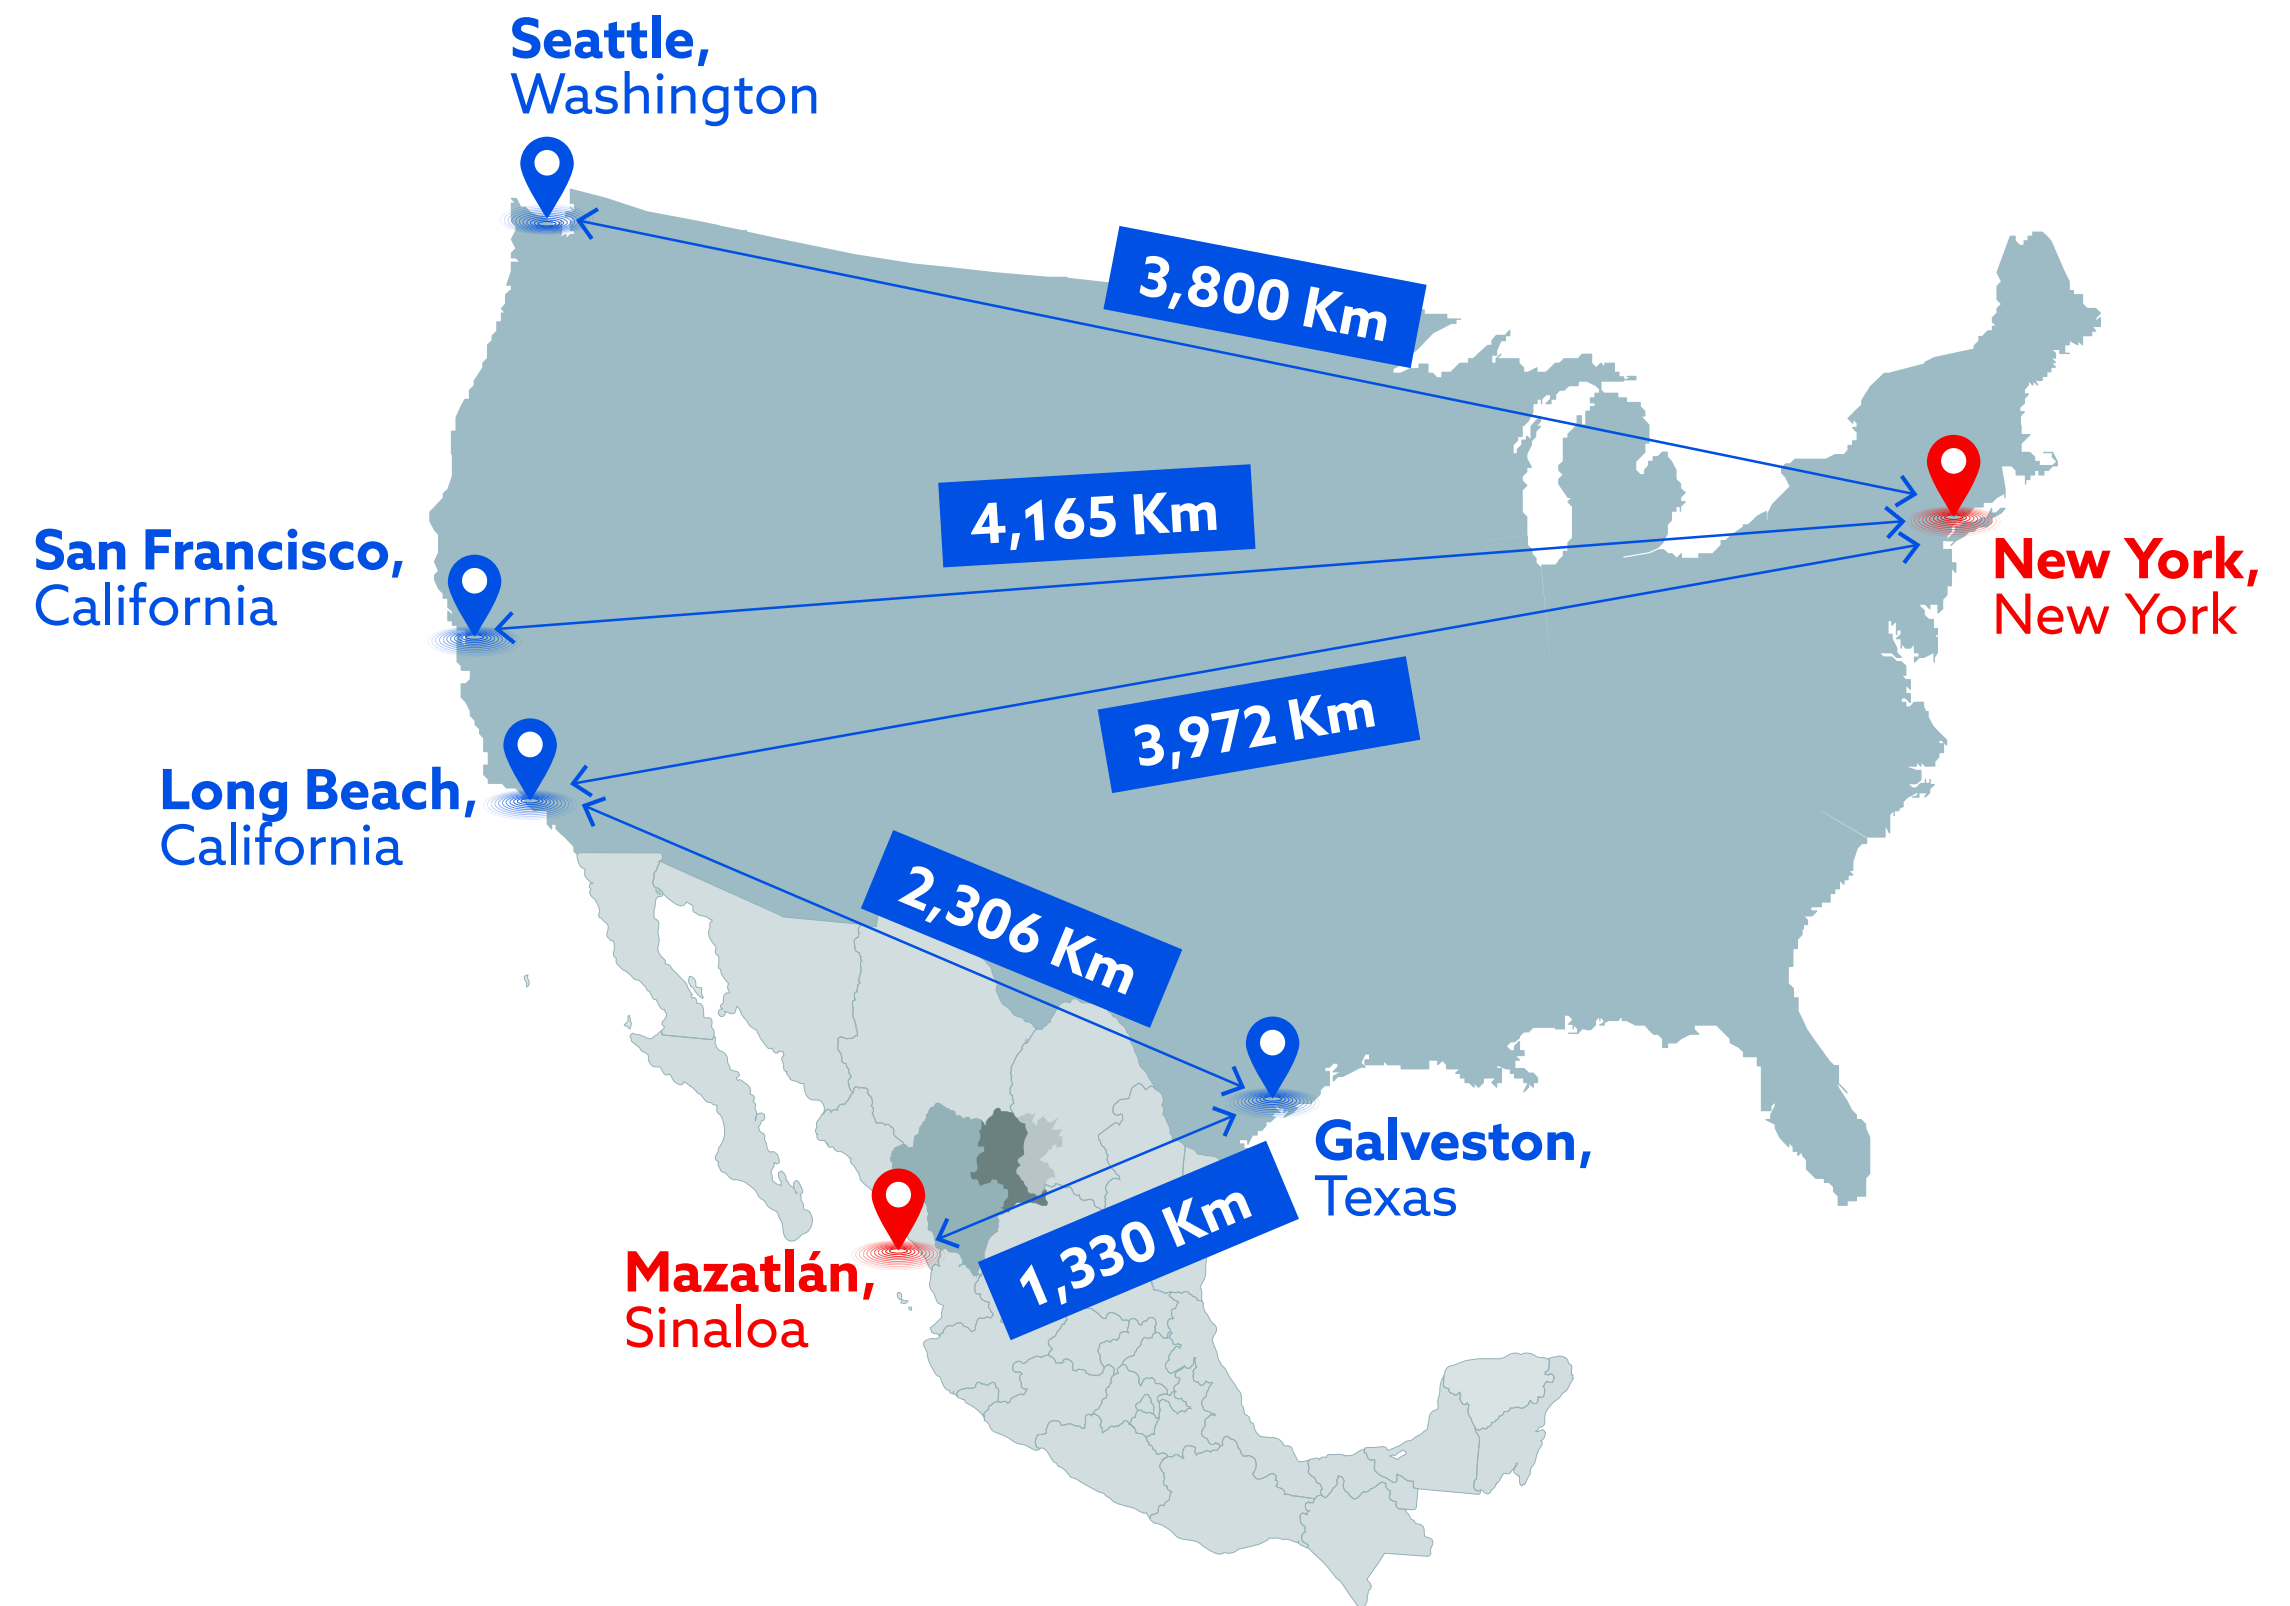 Seattle,
Washington
3,800 Km
4,165 Km
San Francisco,
California
New York,
New York
3,972 Km
Long Beach,
California
2,306 Km
Galveston,
Texas
1,330 Km
Mazatlán,
Sinaloa